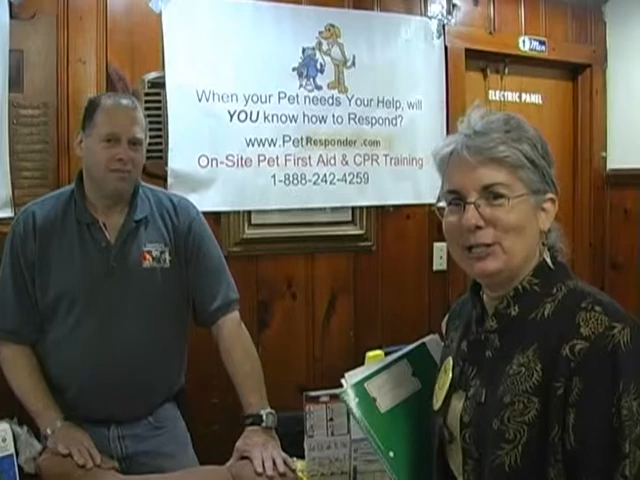 When your Pet needs Your Help, will
YOU know how to Respond?
www.PetResponder.com
On-Site Pet First Aid & CPR Training
1-888-242-4259
Men
ELECTRIC PANEL